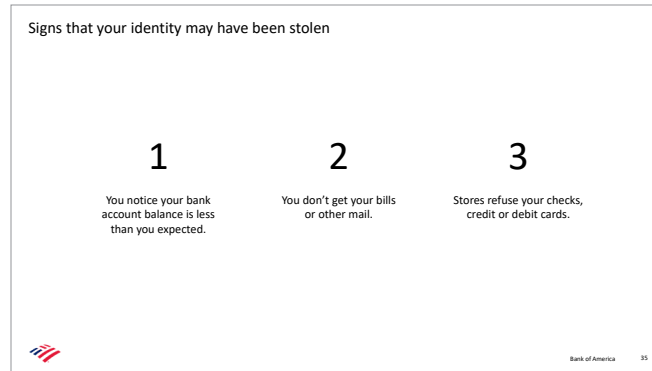 Signs that your identity may have been stolen
1
You notice your bank
account balance is less
than you expected.
2
You don’t get your bills
or other mail.
3
Stores refuse your checks,
credit or debit cards.
Bank of America 35